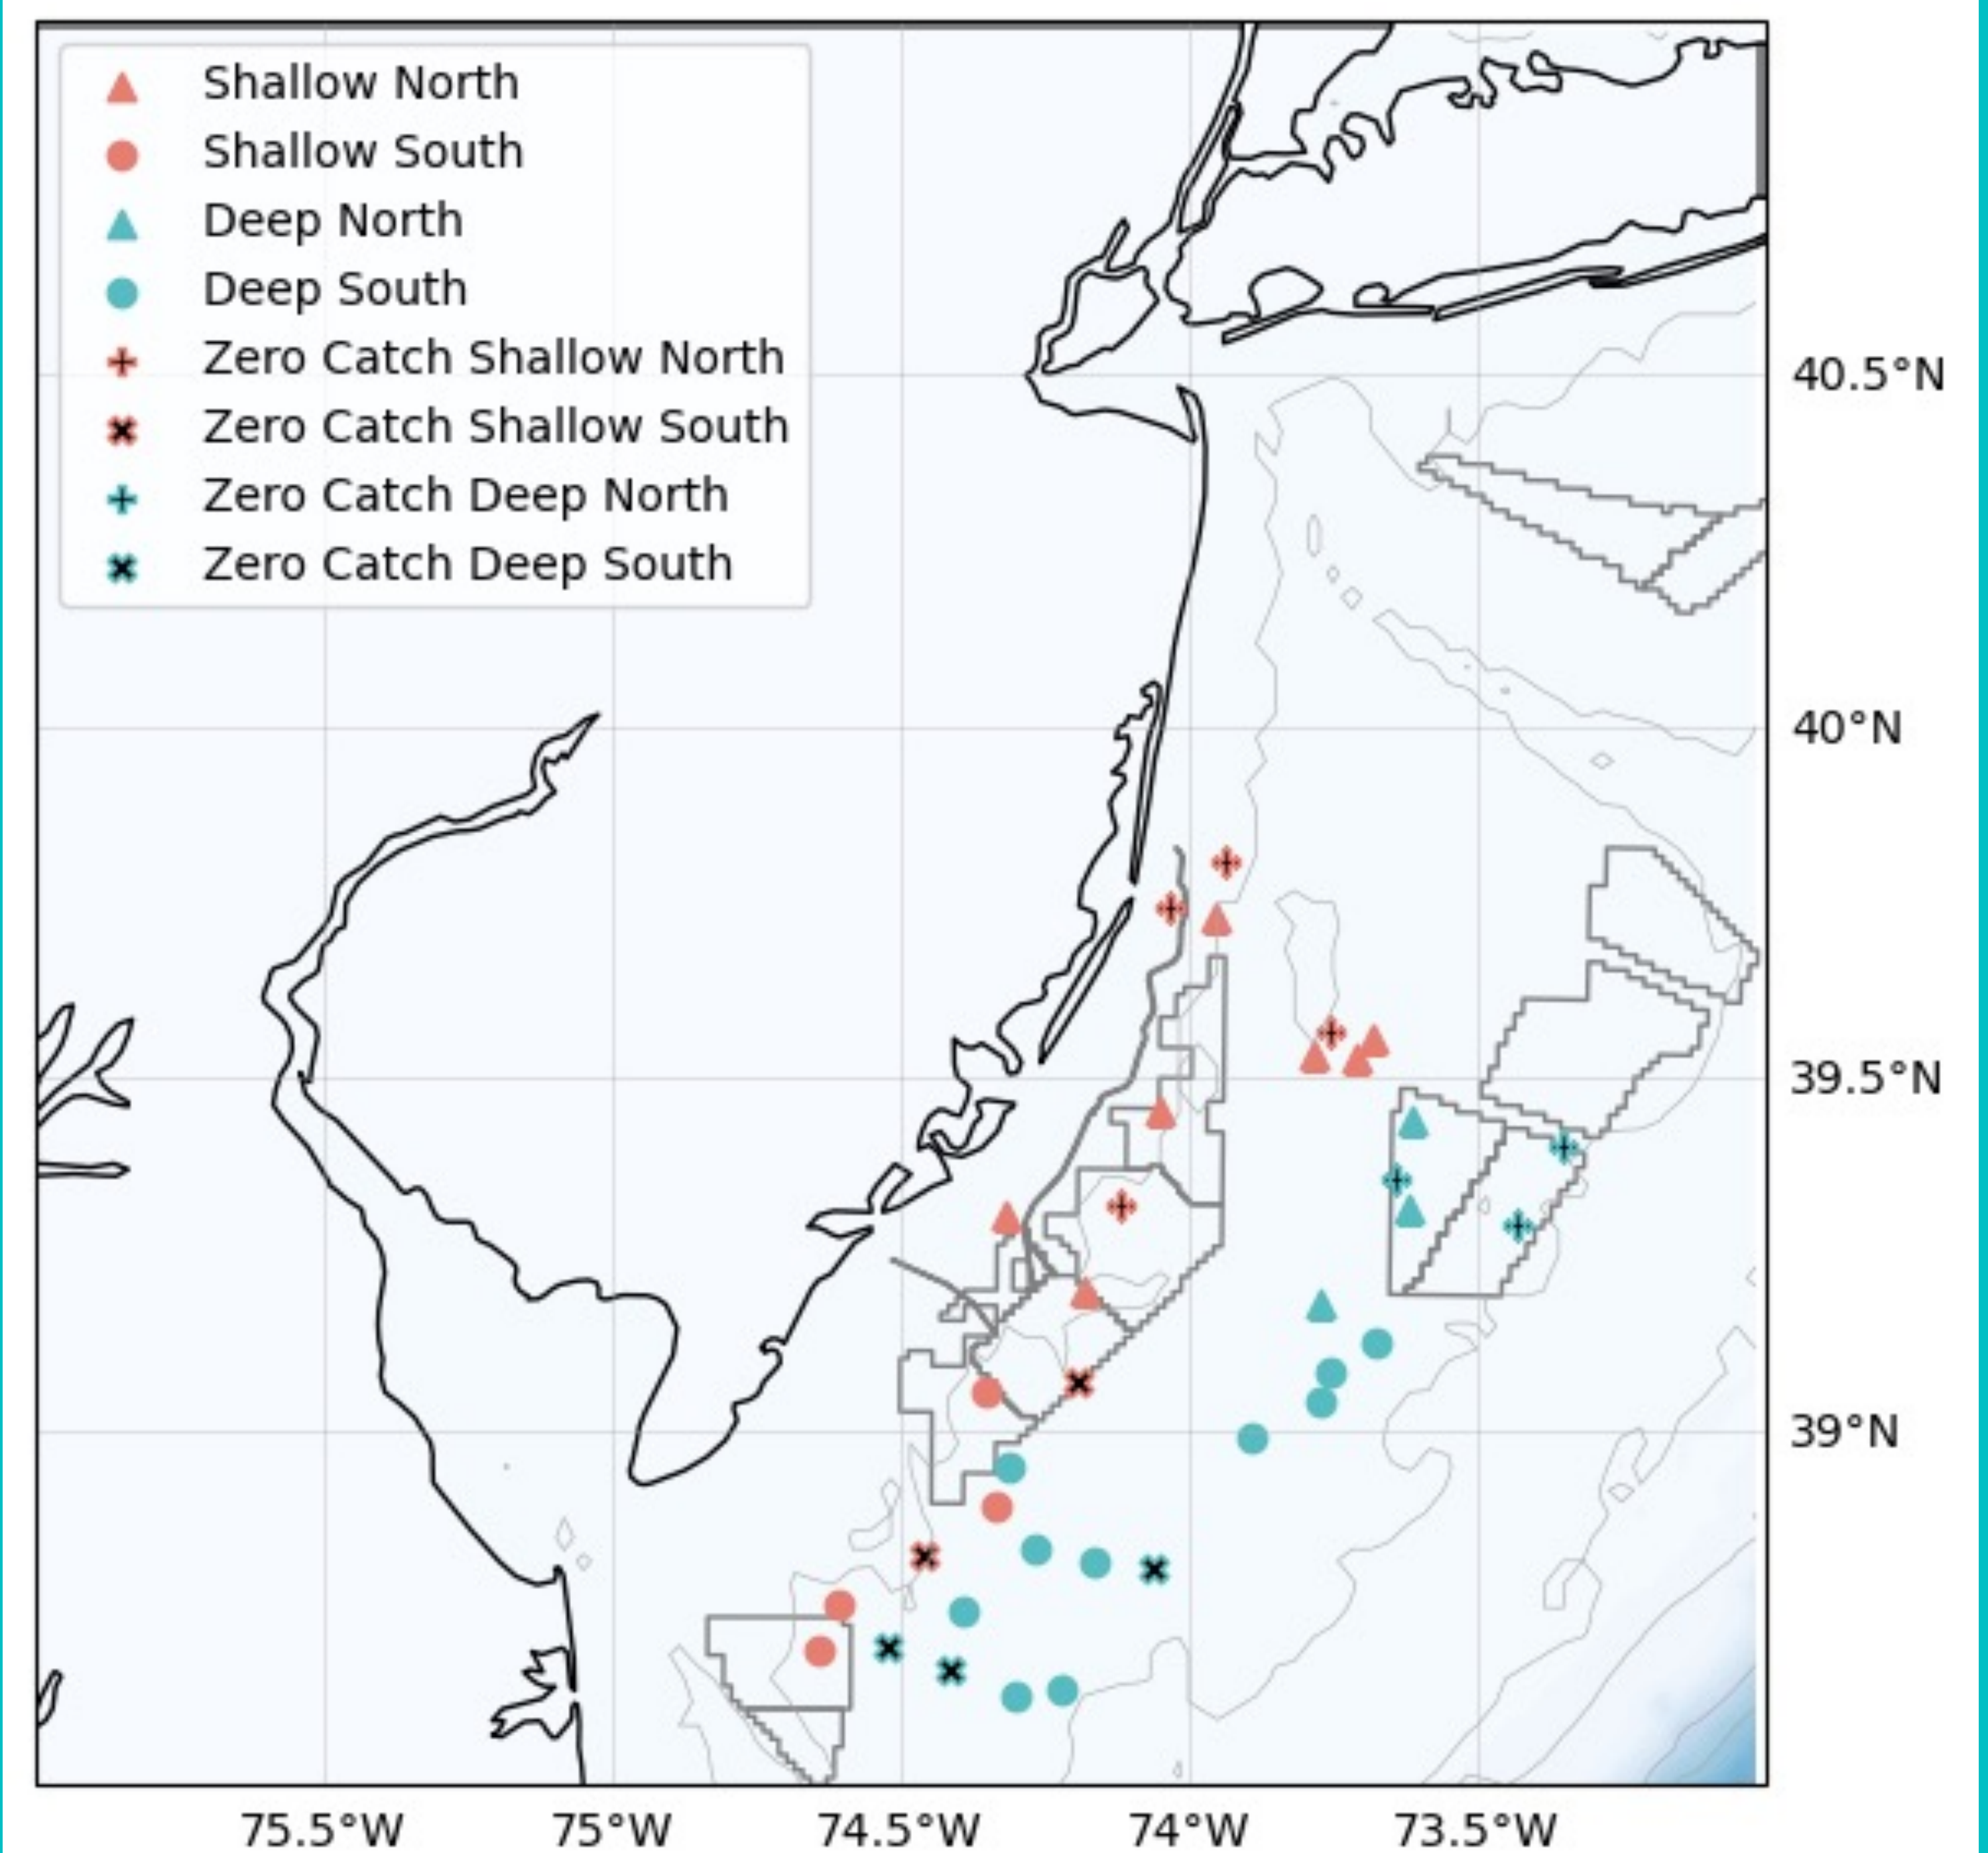 Shallow North
Shallow South
Deep North
Deep South
Zero Catch Shallow North
Zero Catch Shallow South
Zero Catch Deep North
Zero Catch Deep South
40.5°N
40°N
39.5°N
39°N
75.5°W
75°W
74.5°W
74°W
73.5°W